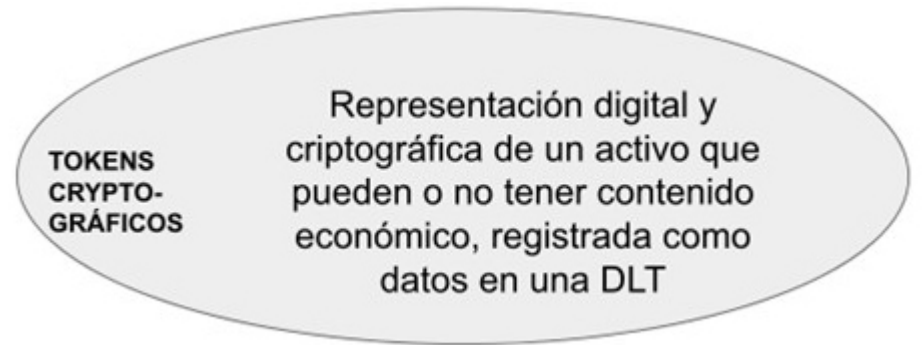 TOKENS
CRYPTO-
GRÁFICOS
Representación digital y
criptográfica de un activo que
pueden o no tener contenido
económico, registrada como
datos en una DLT